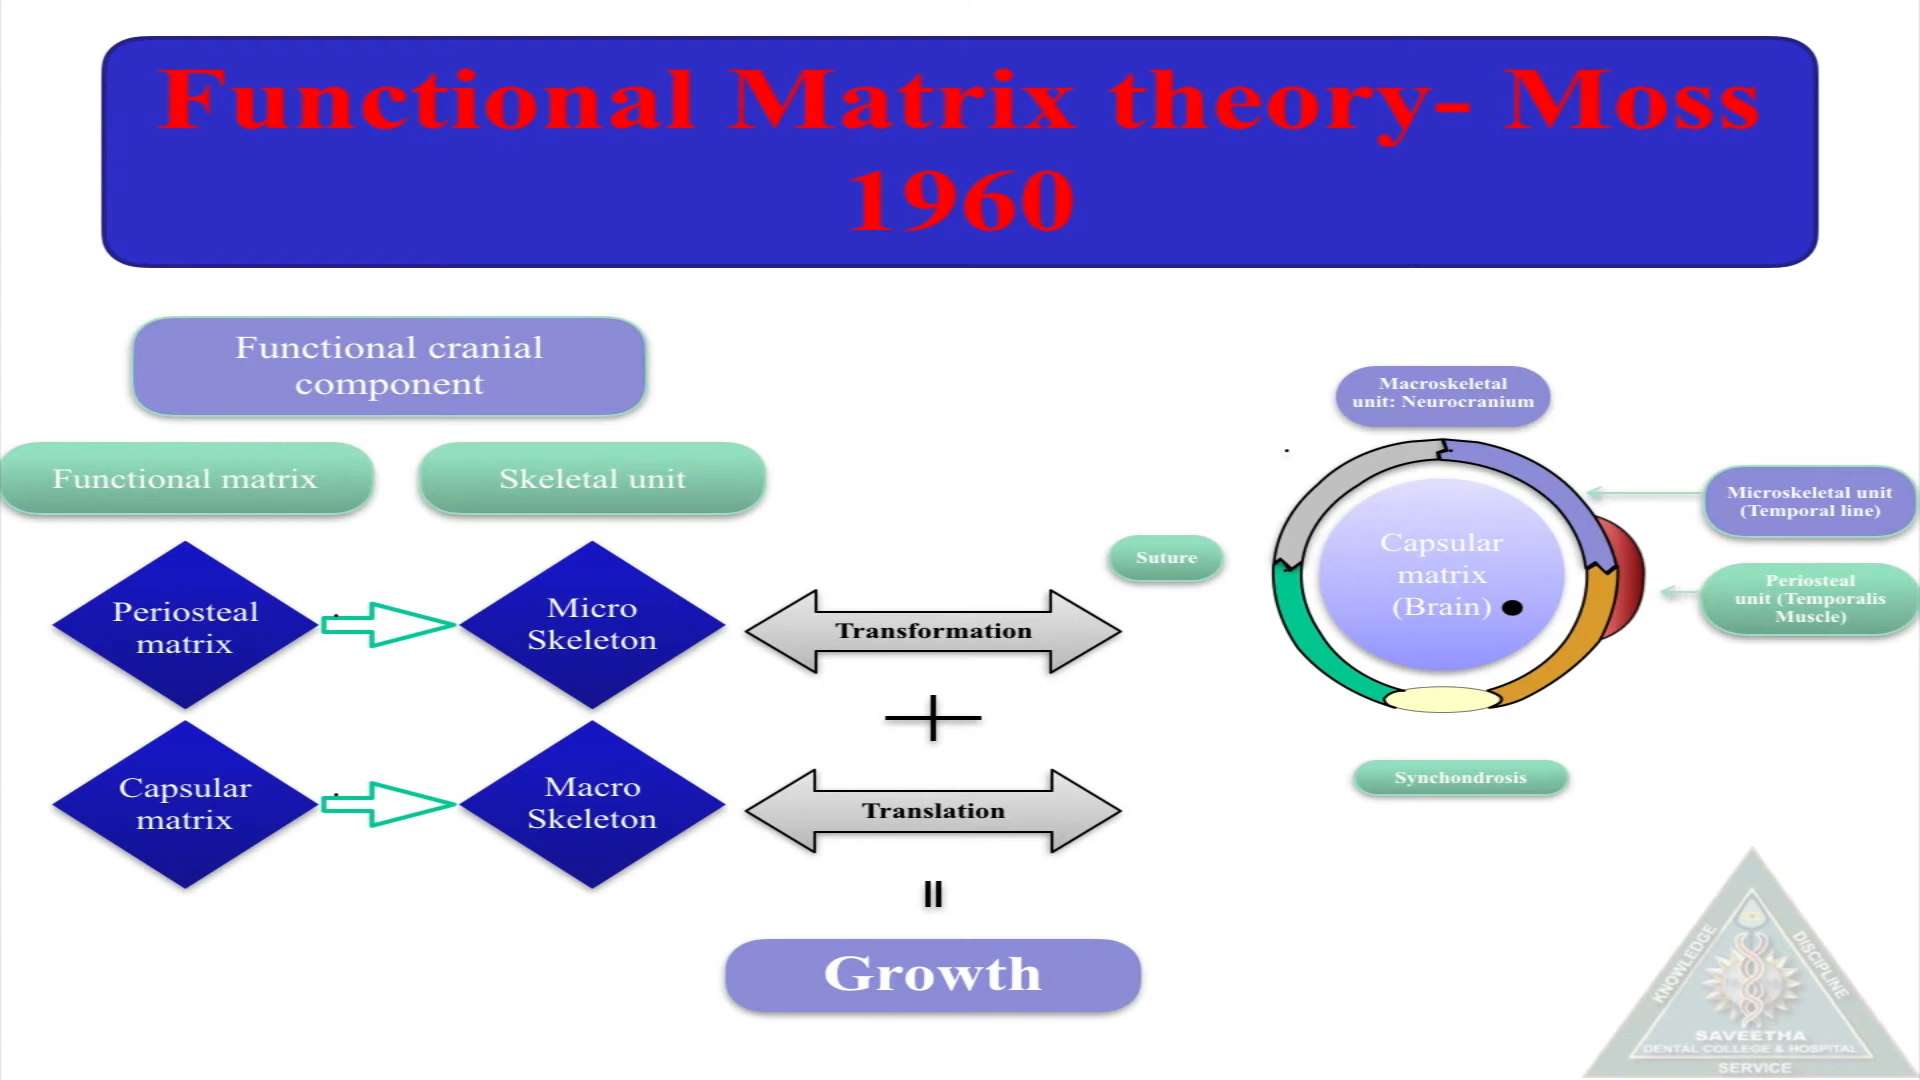 Functional Matrix theory- Moss
1960
Functional cranial
component
Functional matrix
Skeletal unit
Periosteal
matrix
Micro
Skeleton
Transformation
Capsular
matrix
Macro
Skeleton
Translation
=
Growth
Macroskeletal
unit: Neurocranium
Microskeletal unit
(Temporal line)
Suture
Capsular
matrix
(Brain)
Periosteal
unit (Temporalis
Muscle)
Synchondrosis
KNOWLEDGE
DISCIPLINE
SAVEETHA
DENTAL COLLEGE & HOSPITAL
SERVICE